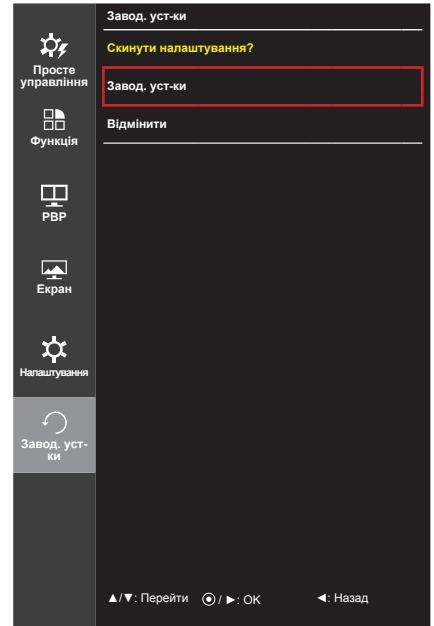 Просте
управління
Функція
PBP
Екран
Налаштування
Завод. уст-
ки
Завод. уст-ки
Скинути налаштування?
Завод. уст-ки
Відмінити
▲/▼: Перейти ⦿ / ►: OK ◄: Назад